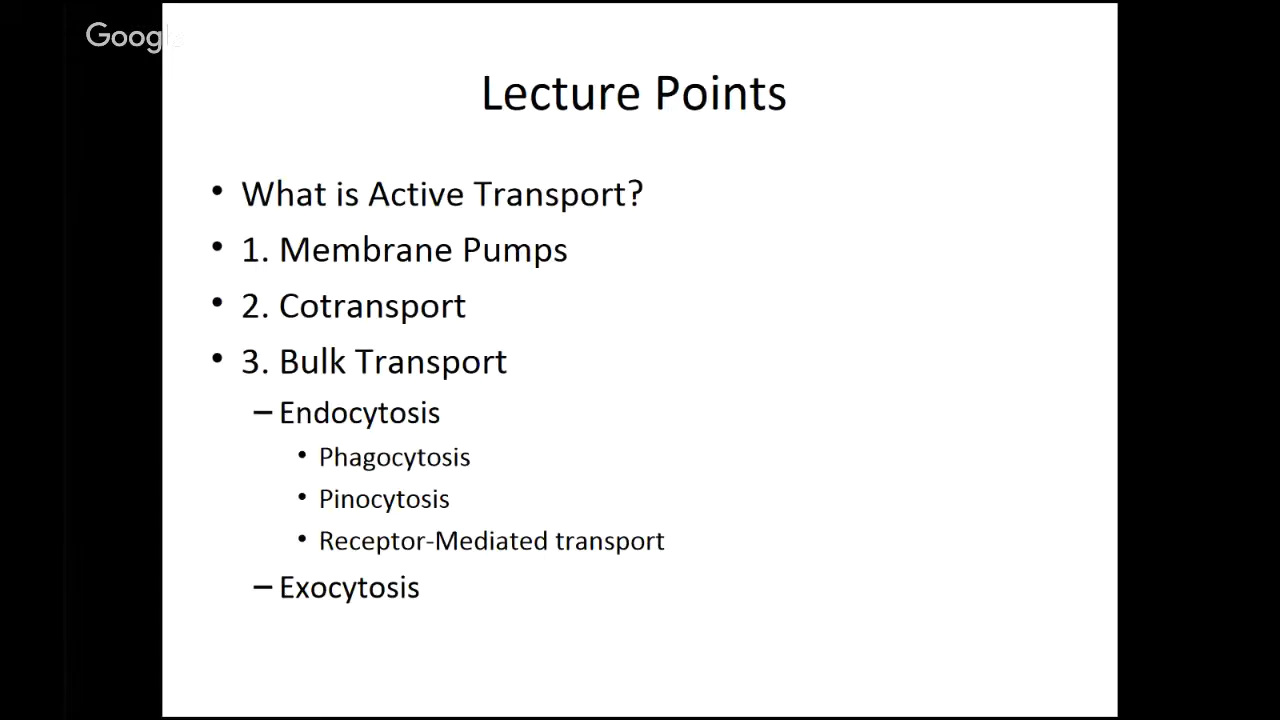 Google
Lecture Points
• What is Active Transport?
• 1. Membrane Pumps
• 2. Cotransport
• 3. Bulk Transport
– Endocytosis
• Phagocytosis
• Pinocytosis
• Receptor-Mediated transport
– Exocytosis